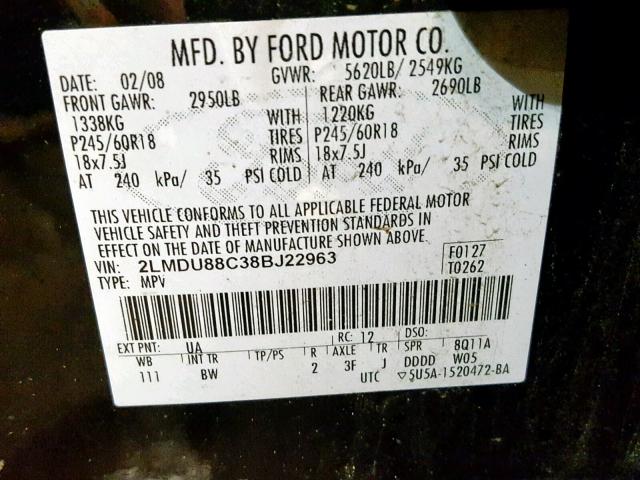 MFD. BY FORD MOTOR CO.
DATE: 02/08 GVWR: 5620LB/ 2549KG
FRONT GAWR: 2950LB REAR GAWR: 2690LB
1338KG WITH 1220KG WITH
P245/60R18 TIRES P245/60R18 TIRES
18x7.5J RIMS 18x7.5J RIMS
AT 240 kPa/ 35 PSI COLD AT 240 kPa/ 35 PSI COLD
THIS VEHICLE CONFORMS TO ALL APPLICABLE FEDERAL MOTOR
VEHICLE SAFETY AND THEFT PREVENTION STANDARDS IN
EFFECT ON THE DATE OF MANUFACTURE SHOWN ABOVE.
VIN: 2LMDU88C38BJ22963 F0127
TYPE: MPV T0262
EXT PNT: UA RC: 12 DSO:
WB INT TR TP/PS R AXLE TR SPR 8Q11A
111 BW 2 3F J DDDD W05
UTC ▽5U5A-1520472-BA